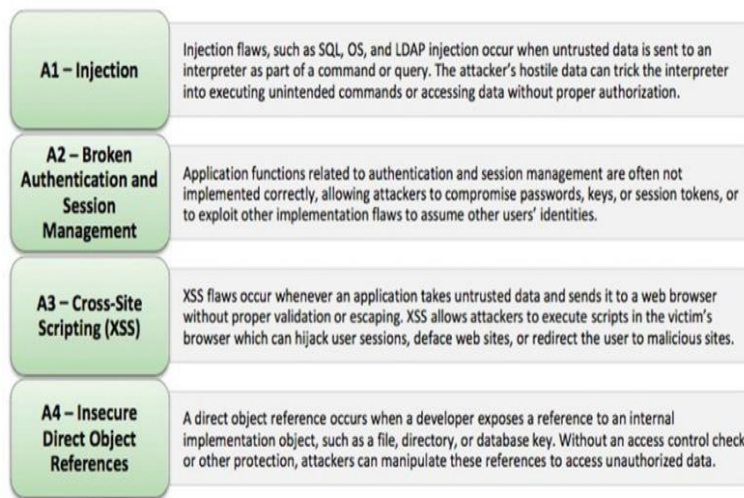 A1 – Injection
Injection flaws, such as SQL, OS, and LDAP injection occur when untrusted data is sent to an
interpreter as part of a command or query. The attacker's hostile data can trick the interpreter
into executing unintended commands or accessing data without proper authorization.
A2 – Broken
Authentication and
Session
Management
Application functions related to authentication and session management are often not
implemented correctly, allowing attackers to compromise passwords, keys, or session tokens, or
to exploit other implementation flaws to assume other users' identities.
A3 – Cross-Site
Scripting (XSS)
XSS flaws occur whenever an application takes untrusted data and sends it to a web browser
without proper validation or escaping. XSS allows attackers to execute scripts in the victim's
browser which can hijack user sessions, deface web sites, or redirect the user to malicious sites.
A4 – Insecure
Direct Object
References
A direct object reference occurs when a developer exposes a reference to an internal
implementation object, such as a file, directory, or database key. Without an access control check
or other protection, attackers can manipulate these references to access unauthorized data.